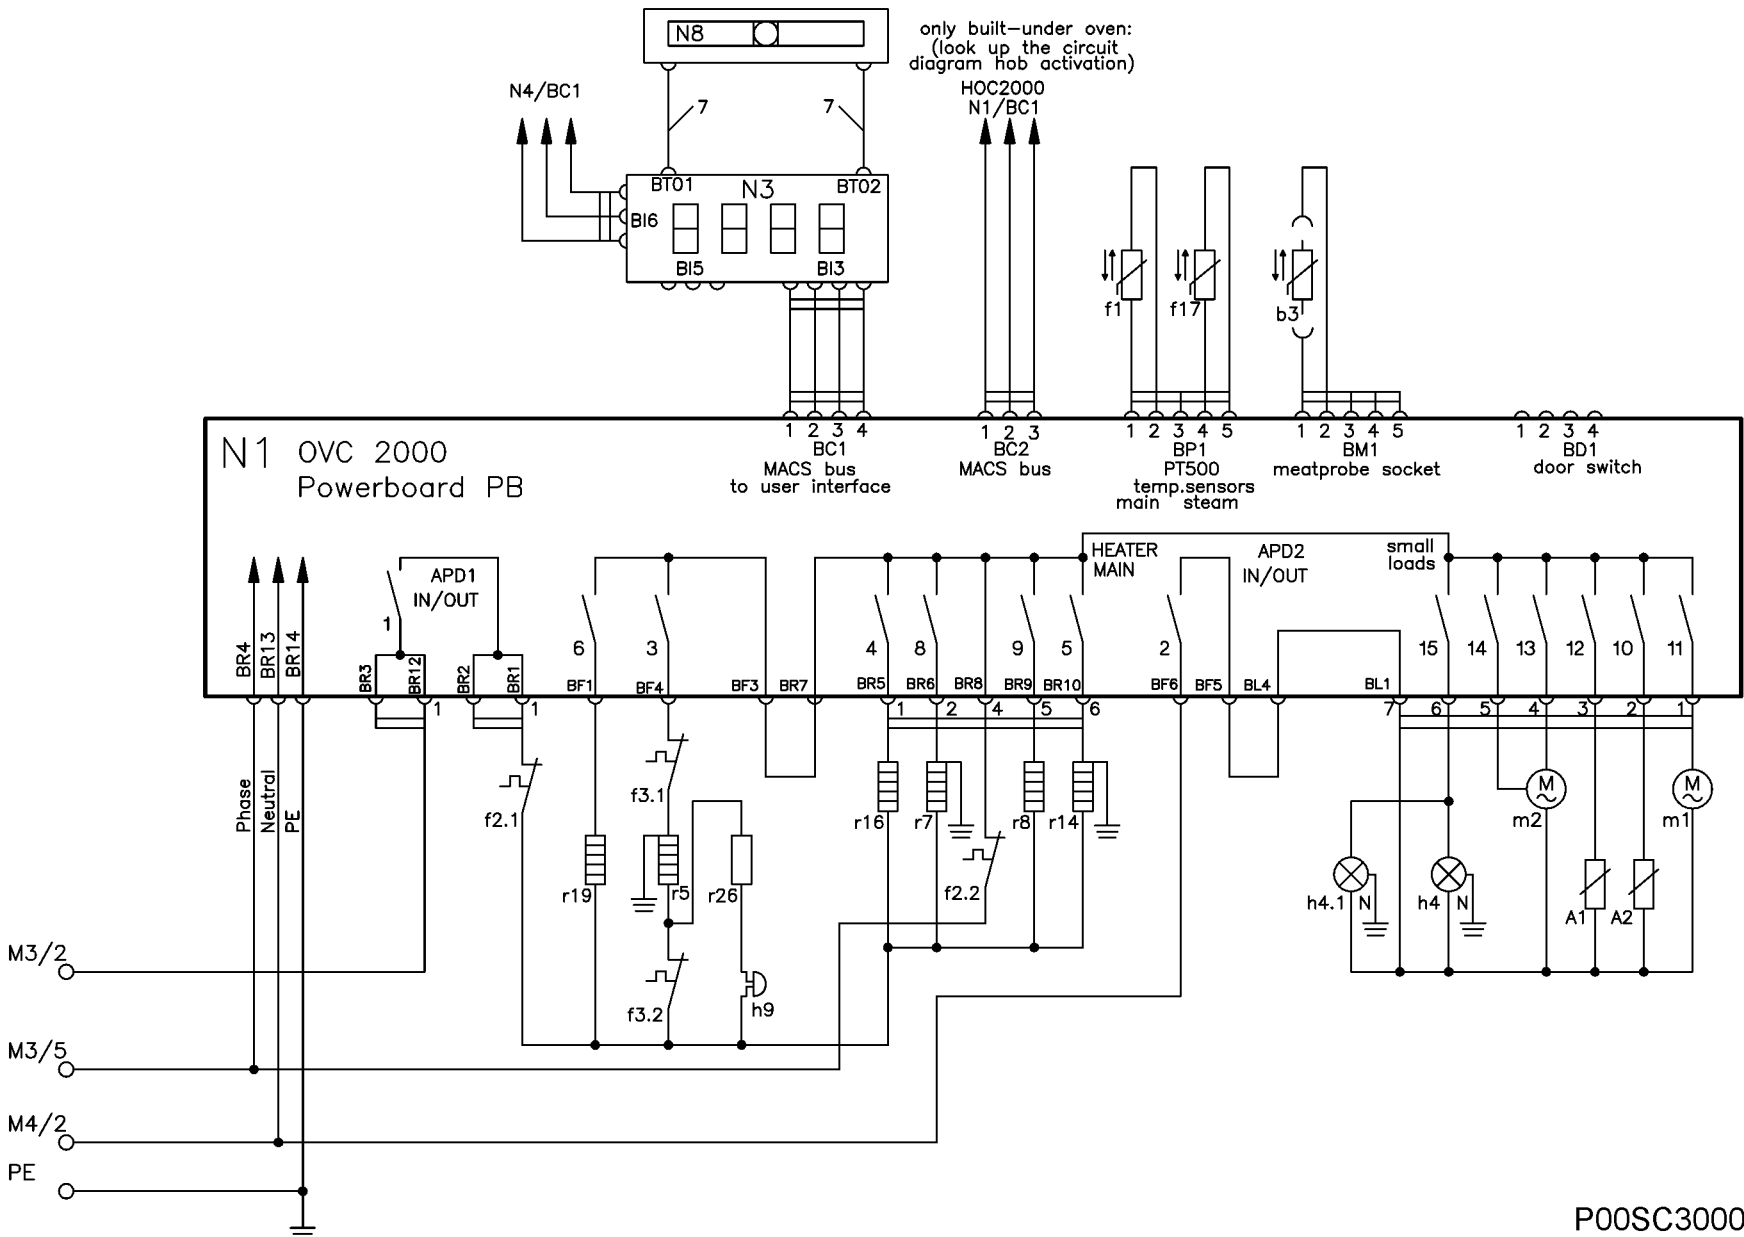 N8
only built-under oven:
(look up the circuit
diagram hob activation)
N4/BC1
HOC2000
N1/BC1
7
7
BT01
N3
BT02
BI6
BI5
BI3
f1
f17
b3
1 2 3 4
1 2 3
1 2 3 4 5
1 2 3 4 5
1 2 3 4
N1
OVC 2000
Powerboard PB
BC1
MACS bus
to user interface
BC2
MACS bus
BP1
PT500
temp.sensors
main steam
BM1
meatprobe socket
BD1
door switch
APD1
IN/OUT
HEATER
MAIN
APD2
IN/OUT
small
loads
1
6
3
4
8
9
5
2
15
14
13
12
10
11
BR4
BR13
BR14
BR3
BR12
BR2
BR1
BF1
BF4
BF3
BR7
BR5
BR6
BR8
BR9
BR10
BF6
BF5
BL4
BL1
1
1
1
2
4
5
6
7
6
5
4
3
2
1
Phase
Neutral
PE
f2.1
f3.1
r16
r7
r8
r14
M
m2
M
m1
r19
r5
r26
f2.2
h4.1
N
h4
N
A1
A2
f3.2
h9
M3/2
M3/5
M4/2
PE
P00SC3000